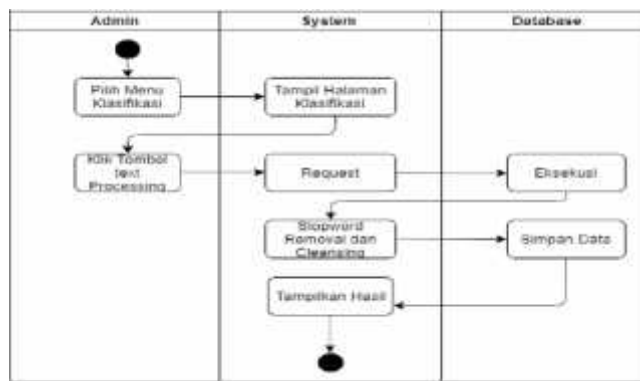 Admin
System
Database
Pilih Menu
Klasifikasi
Tampil Halaman
Klasifikasi
Klik Tombol
text
Processing
Request
Eksekusi
Stopword
Removal dan
Cleansing
Simpan Data
Tampilkan Hasil